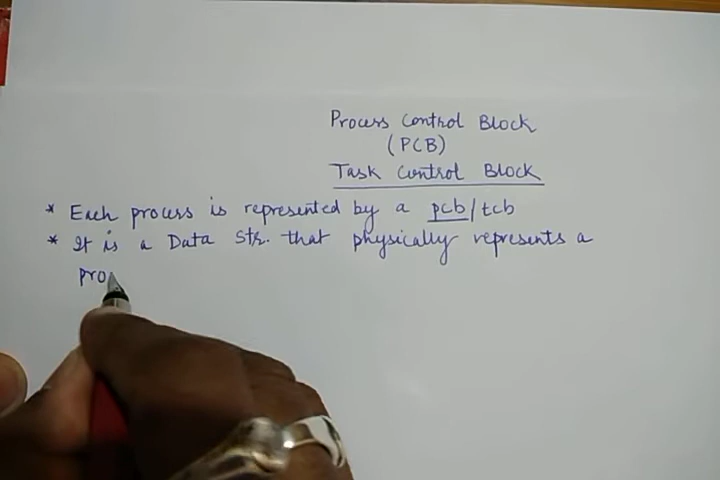 Process Control Block
(PCB)
Task Control Block
* Each process is represented by a pcb/tcb
* It is a Data Str. that physically represents a
pro